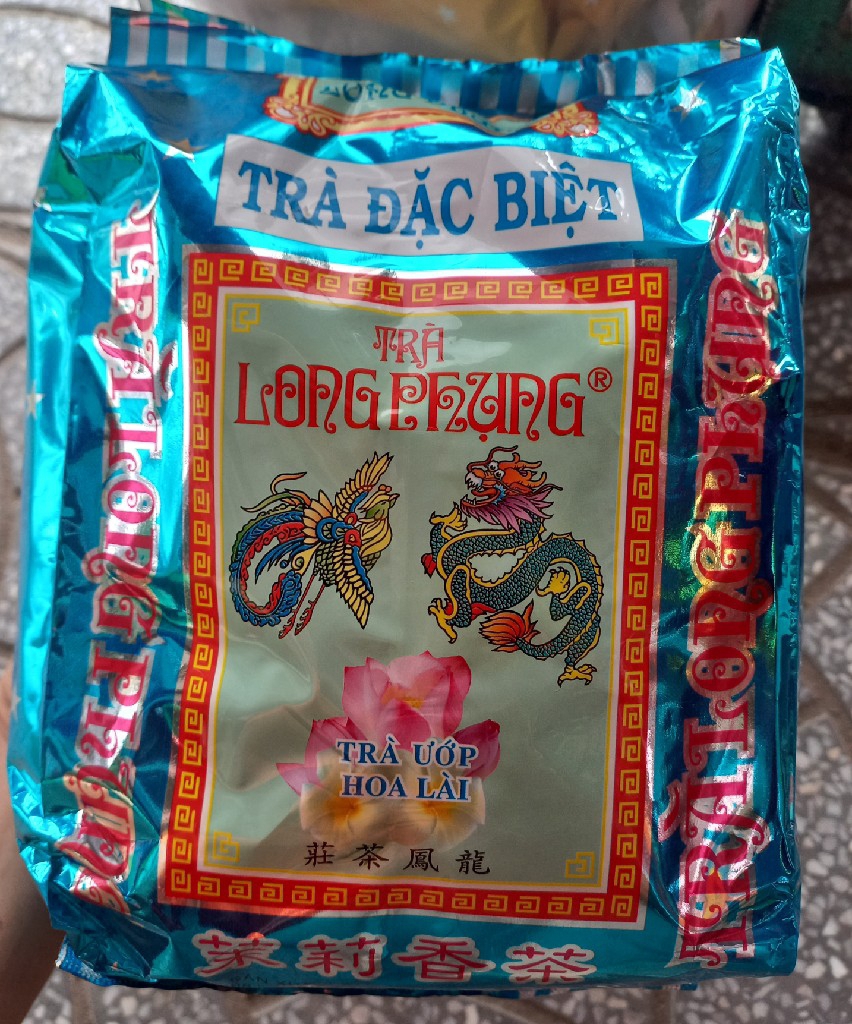 TRÀ ĐẶC BIỆT
TRÀ
LONG PHỤNG®
TRÀ ƯỚP
HOA LÀI
莊茶鳳龍
茉莉香茶
TRÀ LONG PHỤNG
TRÀ LONG PHỤNG